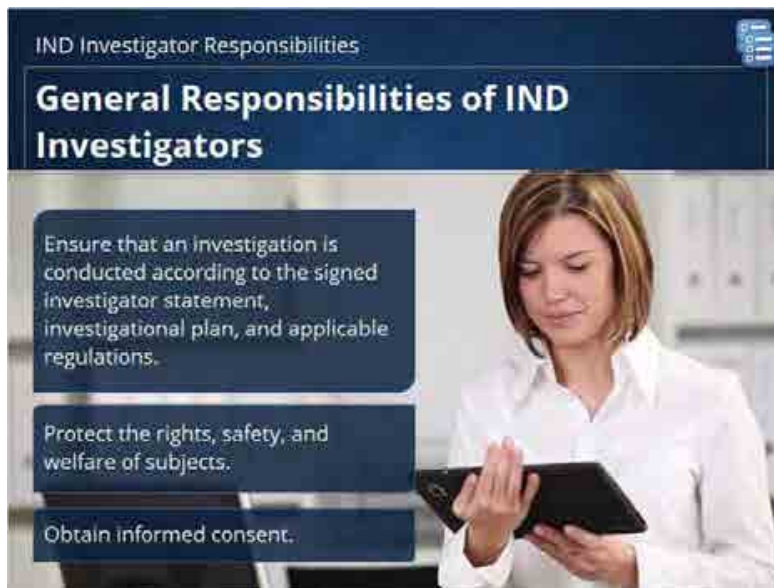 IND Investigator Responsibilities
General Responsibilities of IND
Investigators
Ensure that an investigation is
conducted according to the signed
investigator statement,
investigational plan, and applicable
regulations.
Protect the rights, safety, and
welfare of subjects.
Obtain informed consent.